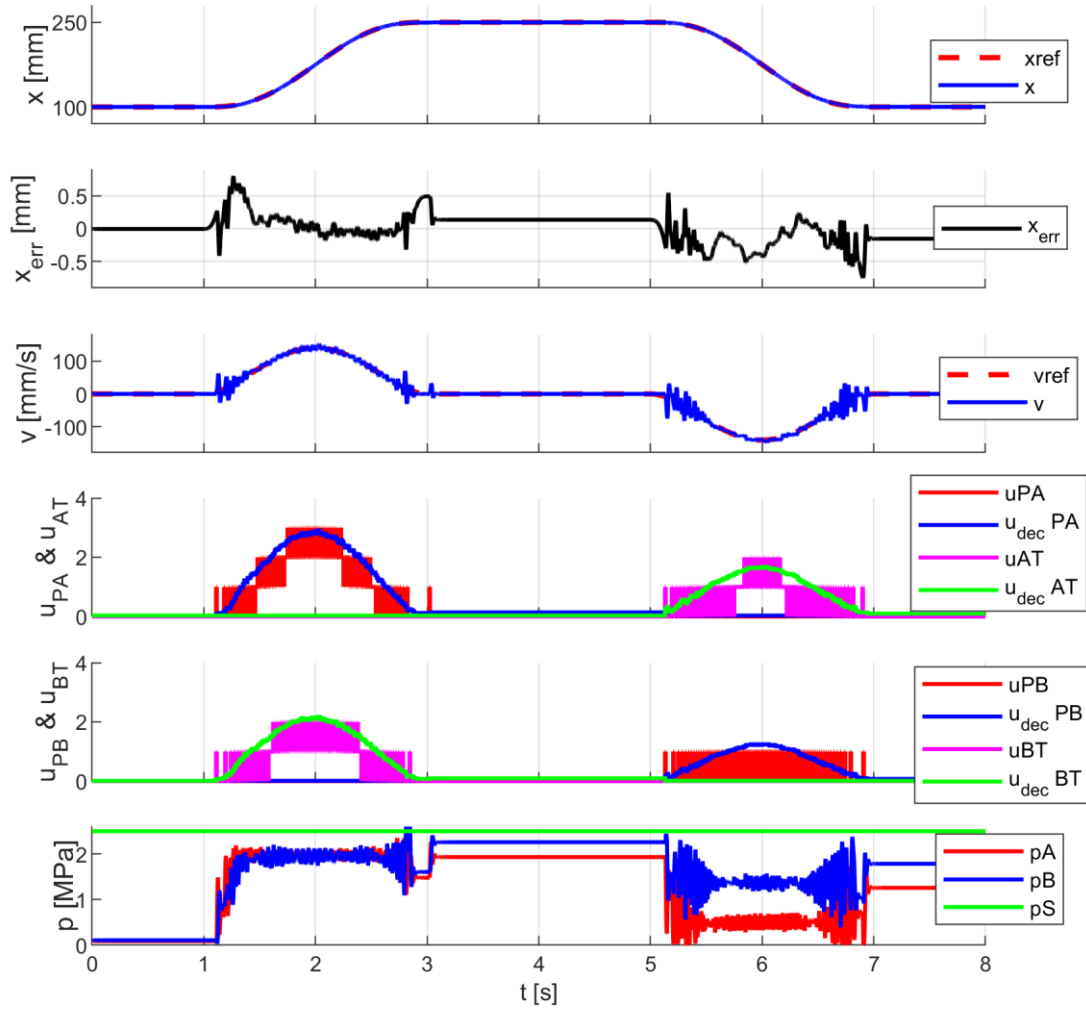 250
100
x [mm]
xref
x
0.5
0
-0.5
x_err [mm]
x_err
100
0
-100
v [mm/s]
vref
v
4
2
0
u_PA & u_AT
uPA
u_dec PA
uAT
u_dec AT
4
2
0
u_PB & u_BT
uPB
u_dec PB
uBT
u_dec BT
2
1
0
p [MPa]
pA
pB
pS
0 1 2 3 4 5 6 7 8
t [s]